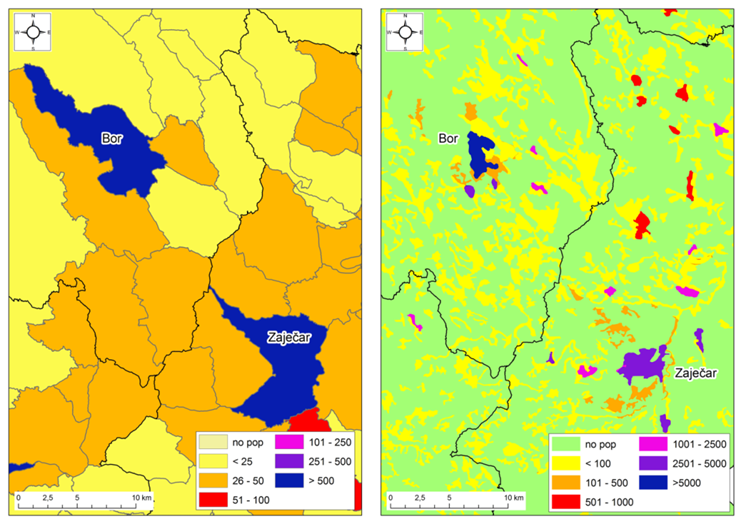 N
W E
S
Bor
Zaječar
no pop
< 25
26 - 50
51 - 100
101 - 250
251 - 500
> 500
0 2,5 5 10 km
N
W E
S
Bor
Zaječar
no pop
< 100
101 - 500
501 - 1000
1001 - 2500
2501 - 5000
>5000
0 2,5 5 10 km